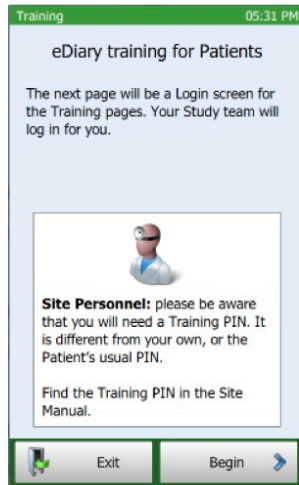 Training 05:31 PM
eDiary training for Patients
The next page will be a Login screen for
the Training pages. Your Study team will
log in for you.
Site Personnel: please be aware
that you will need a Training PIN. It
is different from your own, or the
Patient's usual PIN.
Find the Training PIN in the Site
Manual.
Exit Begin